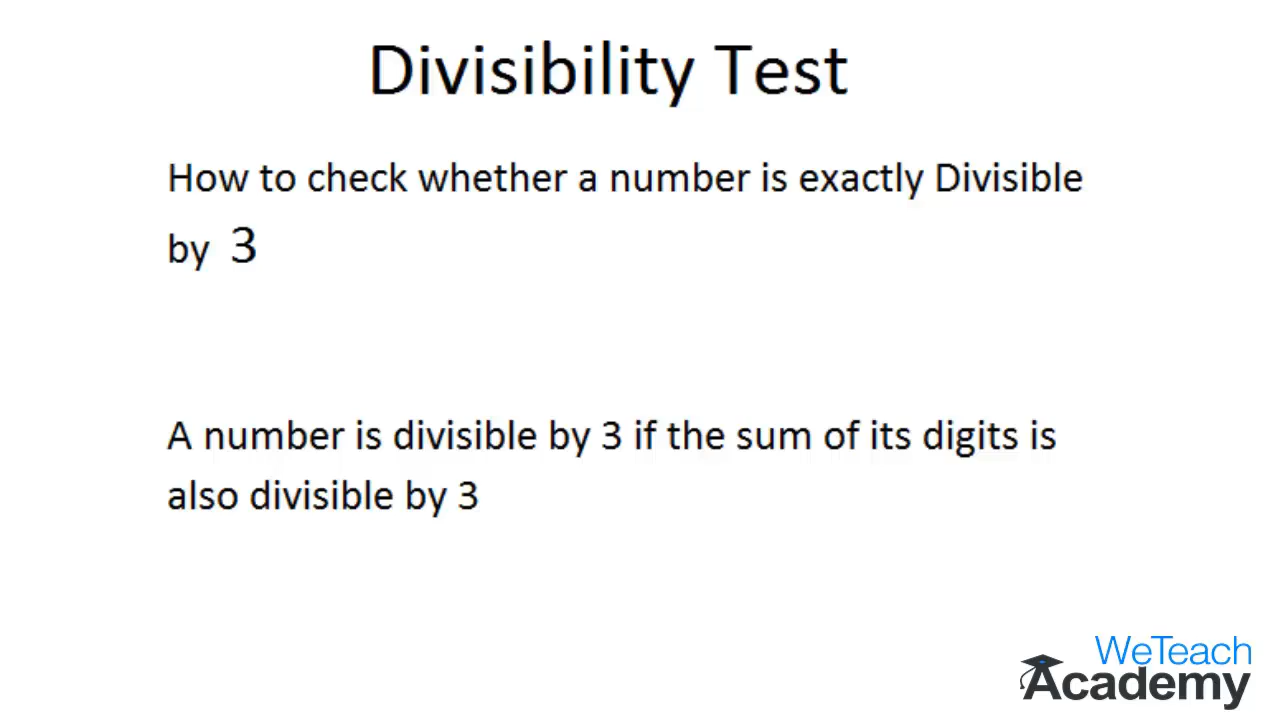 Divisibility Test
How to check whether a number is exactly Divisible
by 3
A number is divisible by 3 if the sum of its digits is
also divisible by 3
WeTeach
Academy